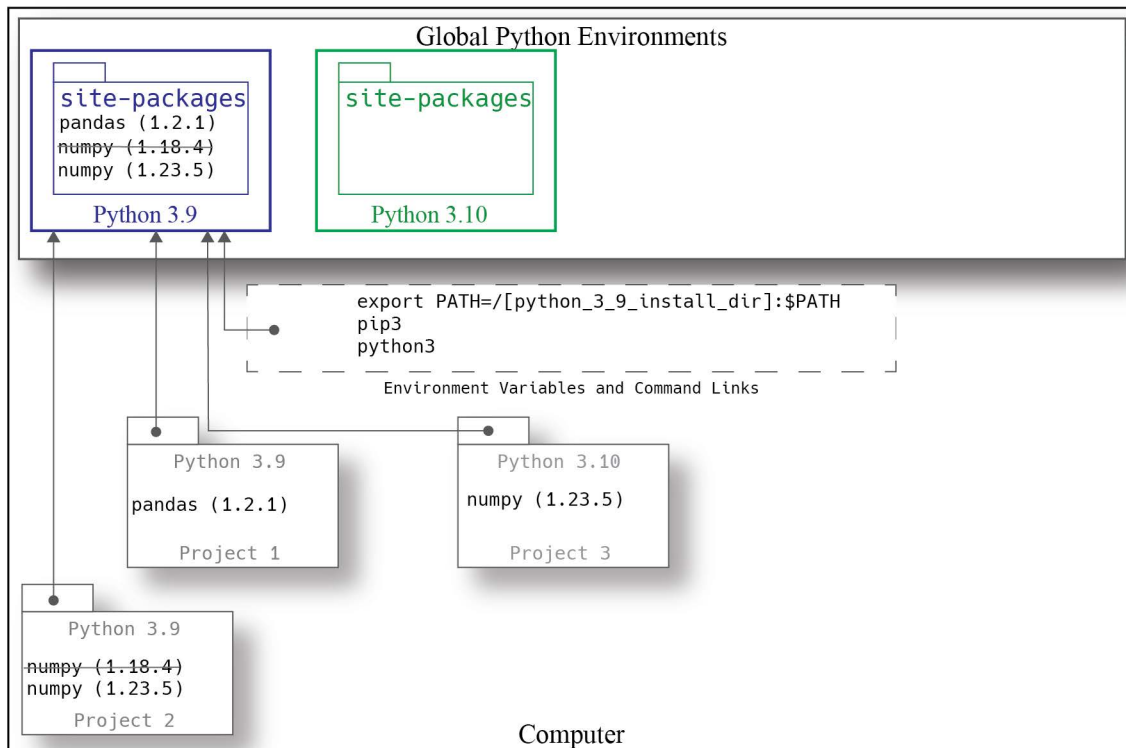 Global Python Environments
site-packages
pandas (1.2.1)
numpy (1.18.4)
numpy (1.23.5)
Python 3.9
site-packages
Python 3.10
export PATH=/[python_3_9_install_dir]:$PATH
pip3
python3
Environment Variables and Command Links
Python 3.9
pandas (1.2.1)
Project 1
Python 3.10
numpy (1.23.5)
Project 3
Python 3.9
numpy (1.18.4)
numpy (1.23.5)
Project 2
Computer